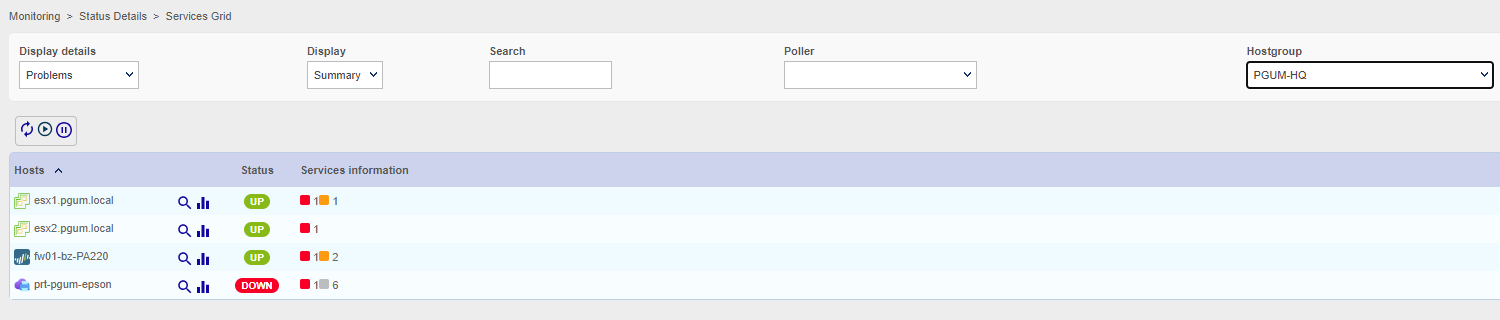 Monitoring > Status Details > Services Grid
Display details Display Search Poller Hostgroup
Problems Summary PGUM-HQ
Hosts Status Services information
esx1.pgum.local UP 1 1
esx2.pgum.local UP 1
fw01-bz-PA220 UP 1 2
prt-pgum-epson DOWN 1 6